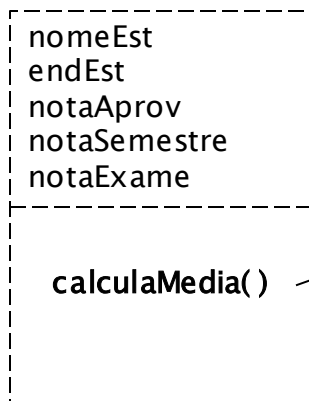 nomeEst
endEst
notaAprov
notaSemestre
notaExame
calculaMedia()